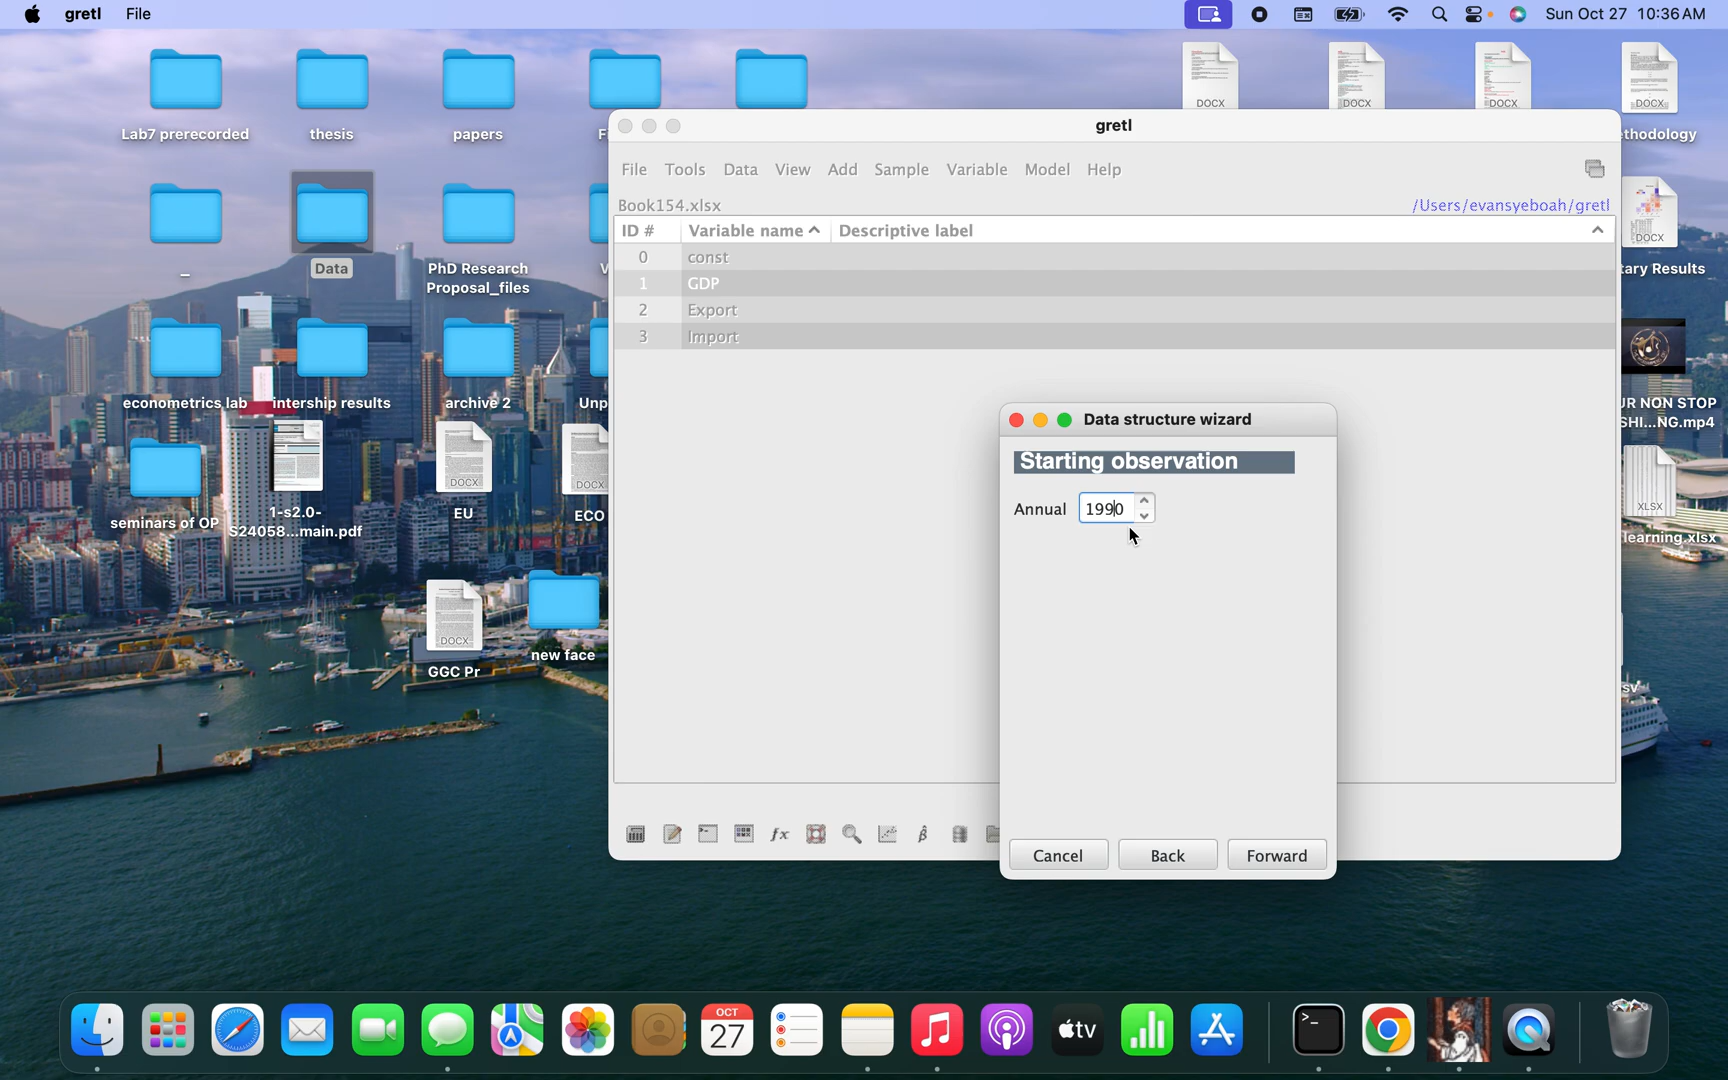 gretl File
Sun Oct 27 10:36 AM
DOCX DOCX DOCX DOCX
Lab7 prerecorded thesis papers
thodology
gretl
File Tools Data View Add Sample Variable Model Help
Book154.xlsx
/Users/evansyeboah/gretl
ID # Variable name Descriptive label
0 const
1 GDP
2 Export
3 Import
_ Data PhD Research
Proposal_files
DOCX
tary Results
econometrics lab intership results archive 2 Unp
UR NON STOP
SHI...NG.mp4
Data structure wizard
Starting observation
Annual 1990
Cancel Back Forward
DOCX DOCX
seminars of OP
1-s2.0-
S24058...main.pdf
EU ECO
XLSX
learning.xlsx
DOCX
GGC Pr
new face
sv
fx β
OCT
27
tv
>_